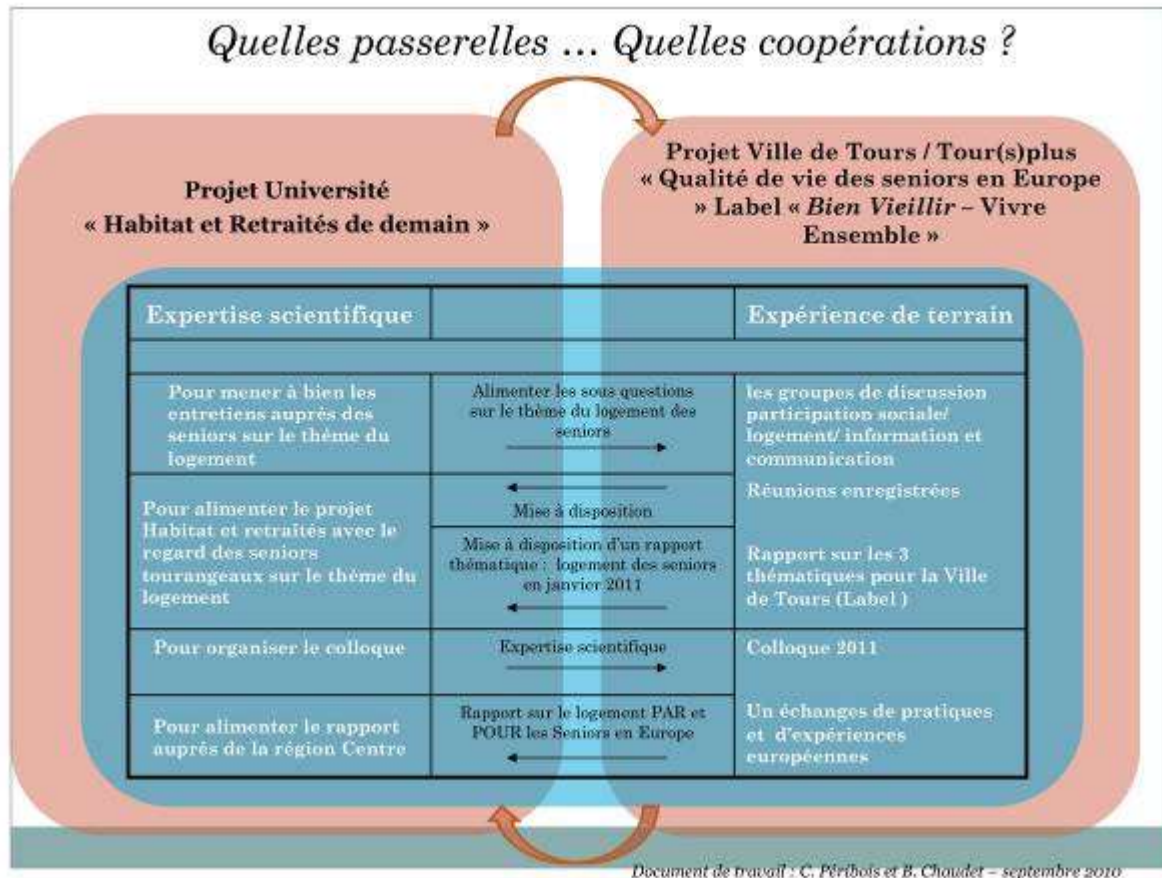 Quelles passerelles … Quelles coopérations ?
Projet Université
« Habitat et Retraités de demain »
Projet Ville de Tours / Tour(s)plus
« Qualité de vie des seniors en Europe
» Label « Bien Vieillir – Vivre
Ensemble »
Expertise scientifique
Expérience de terrain
Pour mener à bien les
entretiens auprès des
seniors sur le thème du
logement
Alimenter les sous questions
sur le thème du logement des
seniors
les groupes de discussion
participation sociale/
logement/ information et
communication
Pour alimenter le projet
Habitat et retraités avec le
regard des seniors
tourangeaux sur le thème du
logement
Mise à disposition
Réunions enregistrées
Mise à disposition d'un rapport
thématique : logement des seniors
en janvier 2011
Rapport sur les 3
thématiques pour la Ville
de Tours (Label )
Pour organiser le colloque
Expertise scientifique
Colloque 2011
Pour alimenter le rapport
auprès de la région Centre
Rapport sur le logement PAR et
POUR les Seniors en Europe
Un échanges de pratiques
et d'expériences
européennes
Document de travail : C. Péribois et B. Chaudet – septembre 2010